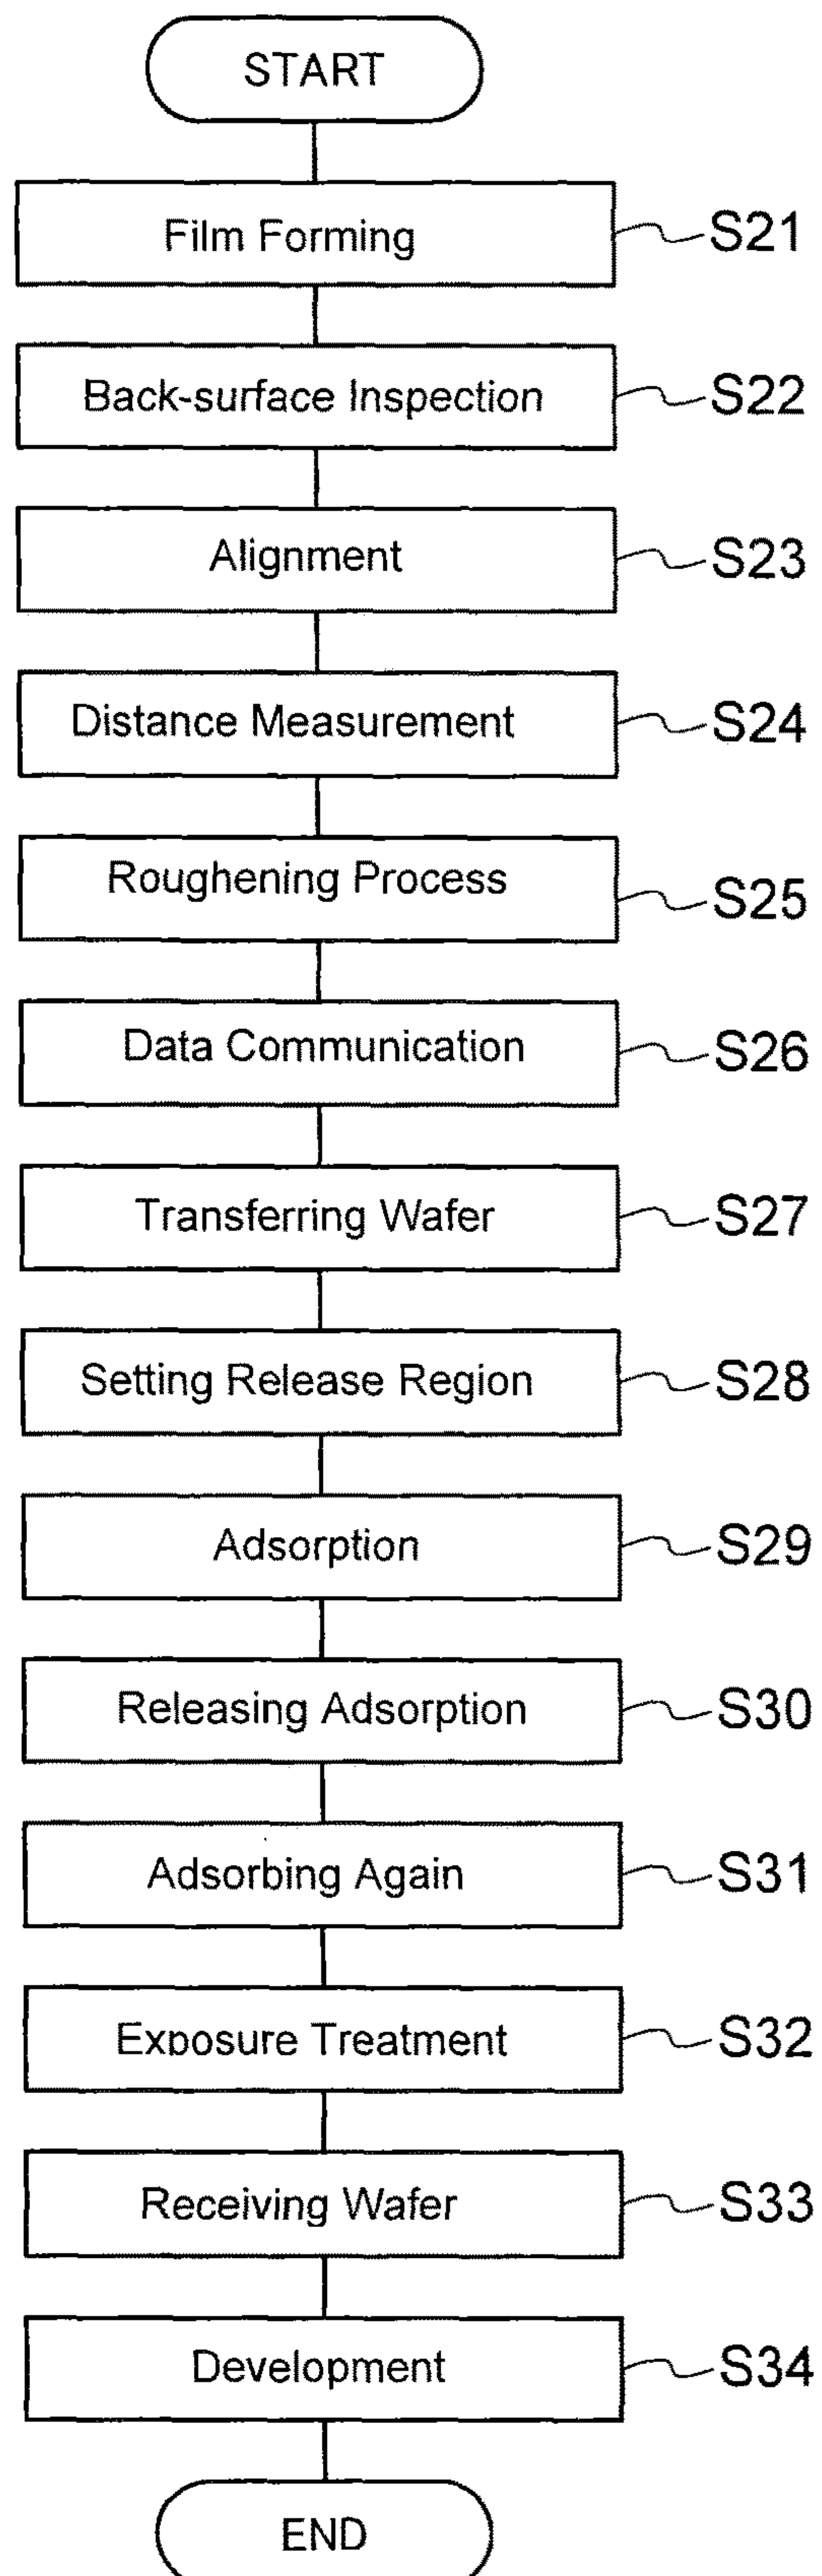 START
Film Forming S21
Back-surface Inspection S22
Alignment S23
Distance Measurement S24
Roughening Process S25
Data Communication S26
Transferring Wafer S27
Setting Release Region S28
Adsorption S29
Releasing Adsorption S30
Adsorbing Again S31
Exposure Treatment S32
Receiving Wafer S33
Development S34
END